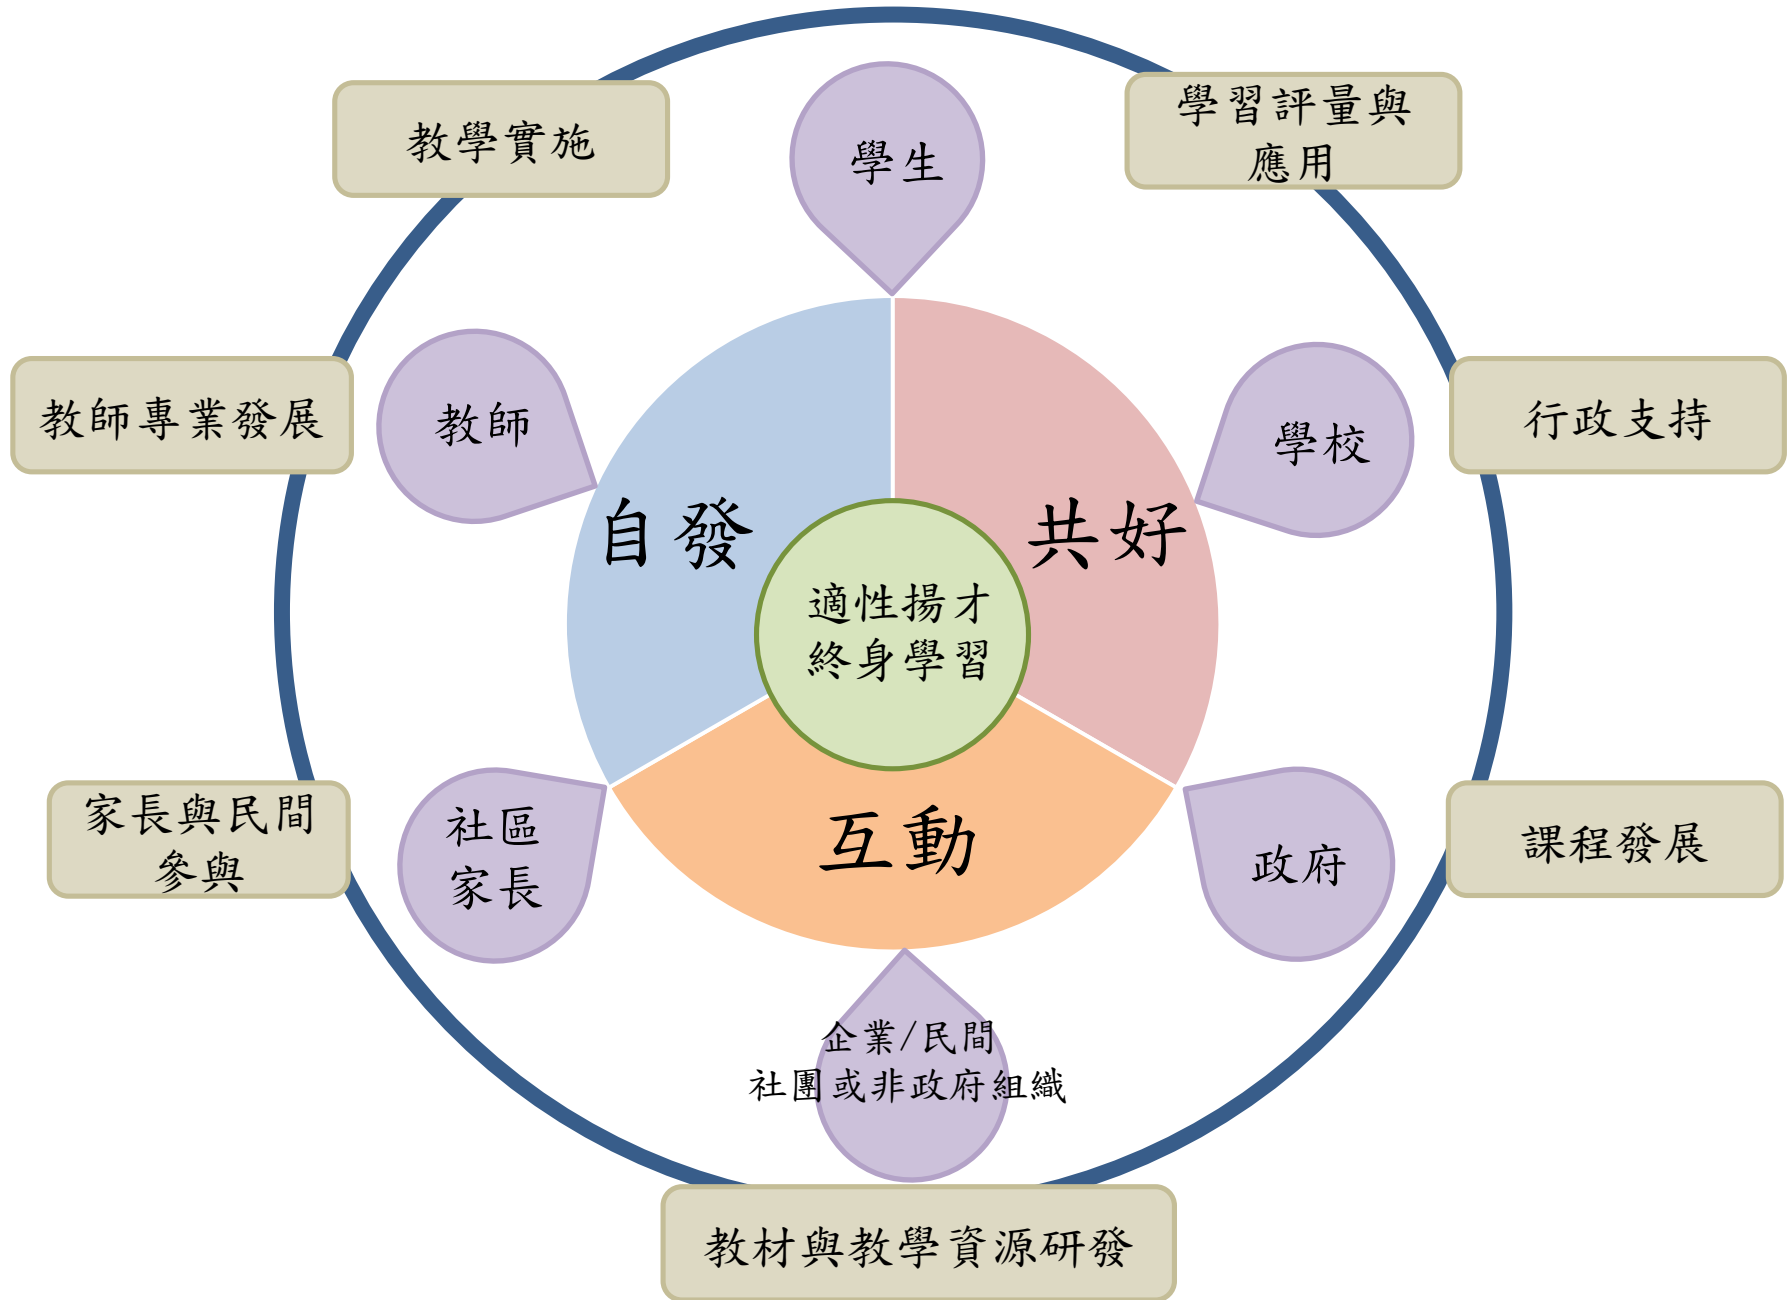 學習評量與
應用
教學實施
學生
教師專業發展
教師
學校
行政支持
自發
共好
適性揚才
終身學習
家長與民間
參與
社區
家長
互動
政府
課程發展
企業/民間
社團或非政府組織
教材與教學資源研發